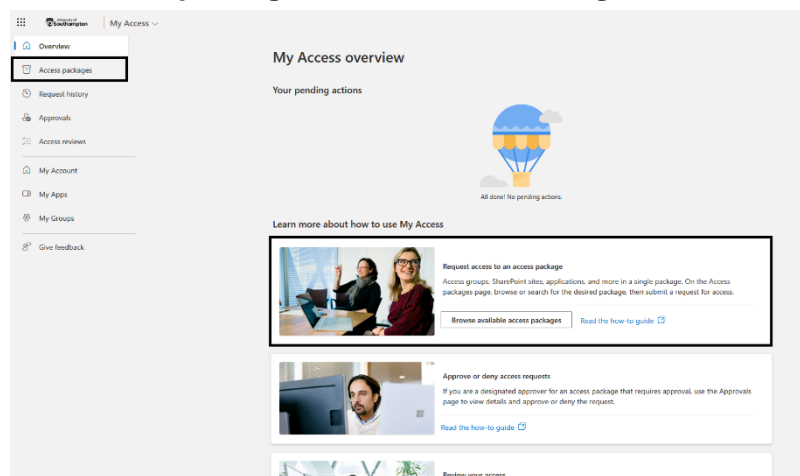 University of
Southampton
My Access
Overview
Access packages
Request history
Approvals
Access reviews
My Account
My Apps
My Groups
Give feedback
My Access overview
Your pending actions
All done! No pending actions.
Learn more about how to use My Access
Request access to an access package
Access groups, SharePoint sites, applications, and more in a single package. On the Access
packages page, browse or search for the desired package, then submit a request for access.
Browse available access packages
Read the how-to guide
Approve or deny access requests
If you are a designated approver for an access package that requires approval, use the Approvals
page to view details and approve or deny the request.
Read the how-to guide
Review your access